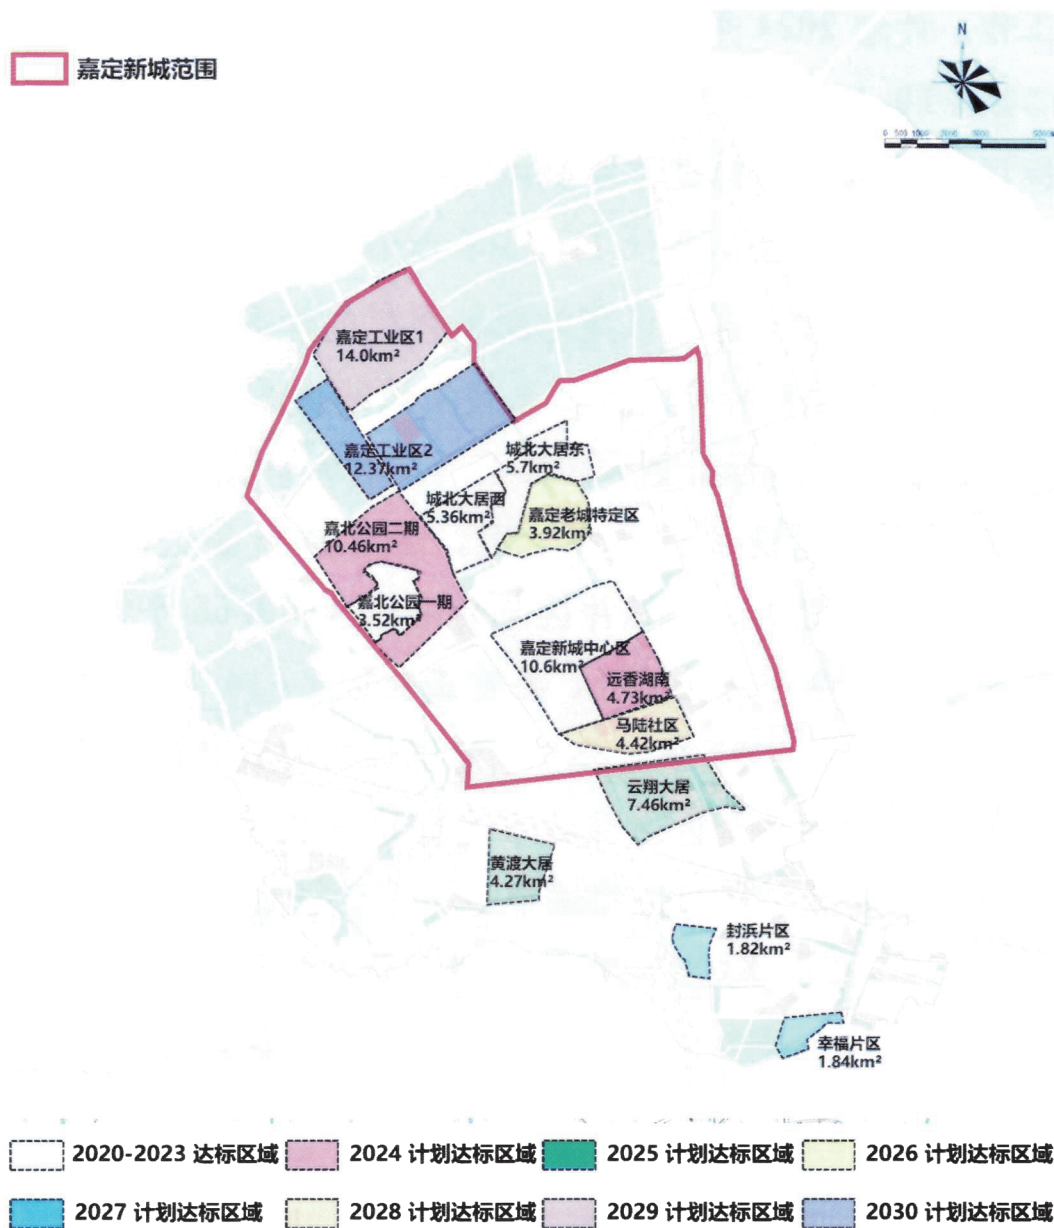 嘉定新城范围
N
0 500 1000 2000 3000 5000
嘉定工业区1
14.0km²
嘉定工业区2
12.37km²
城北大居东
5.7km²
城北大居西
5.36km²
嘉定老城特定区
3.92km²
嘉北公园二期
10.46km²
嘉北公园一期
3.52km²
嘉定新城中心区
10.6km²
远香湖南
4.73km²
马陆社区
4.42km²
云翔大居
7.46km²
黄渡大居
4.27km²
封浜片区
1.82km²
幸福片区
1.84km²
2020-2023 达标区域 2024 计划达标区域 2025 计划达标区域 2026 计划达标区域
2027 计划达标区域 2028 计划达标区域 2029 计划达标区域 2030 计划达标区域